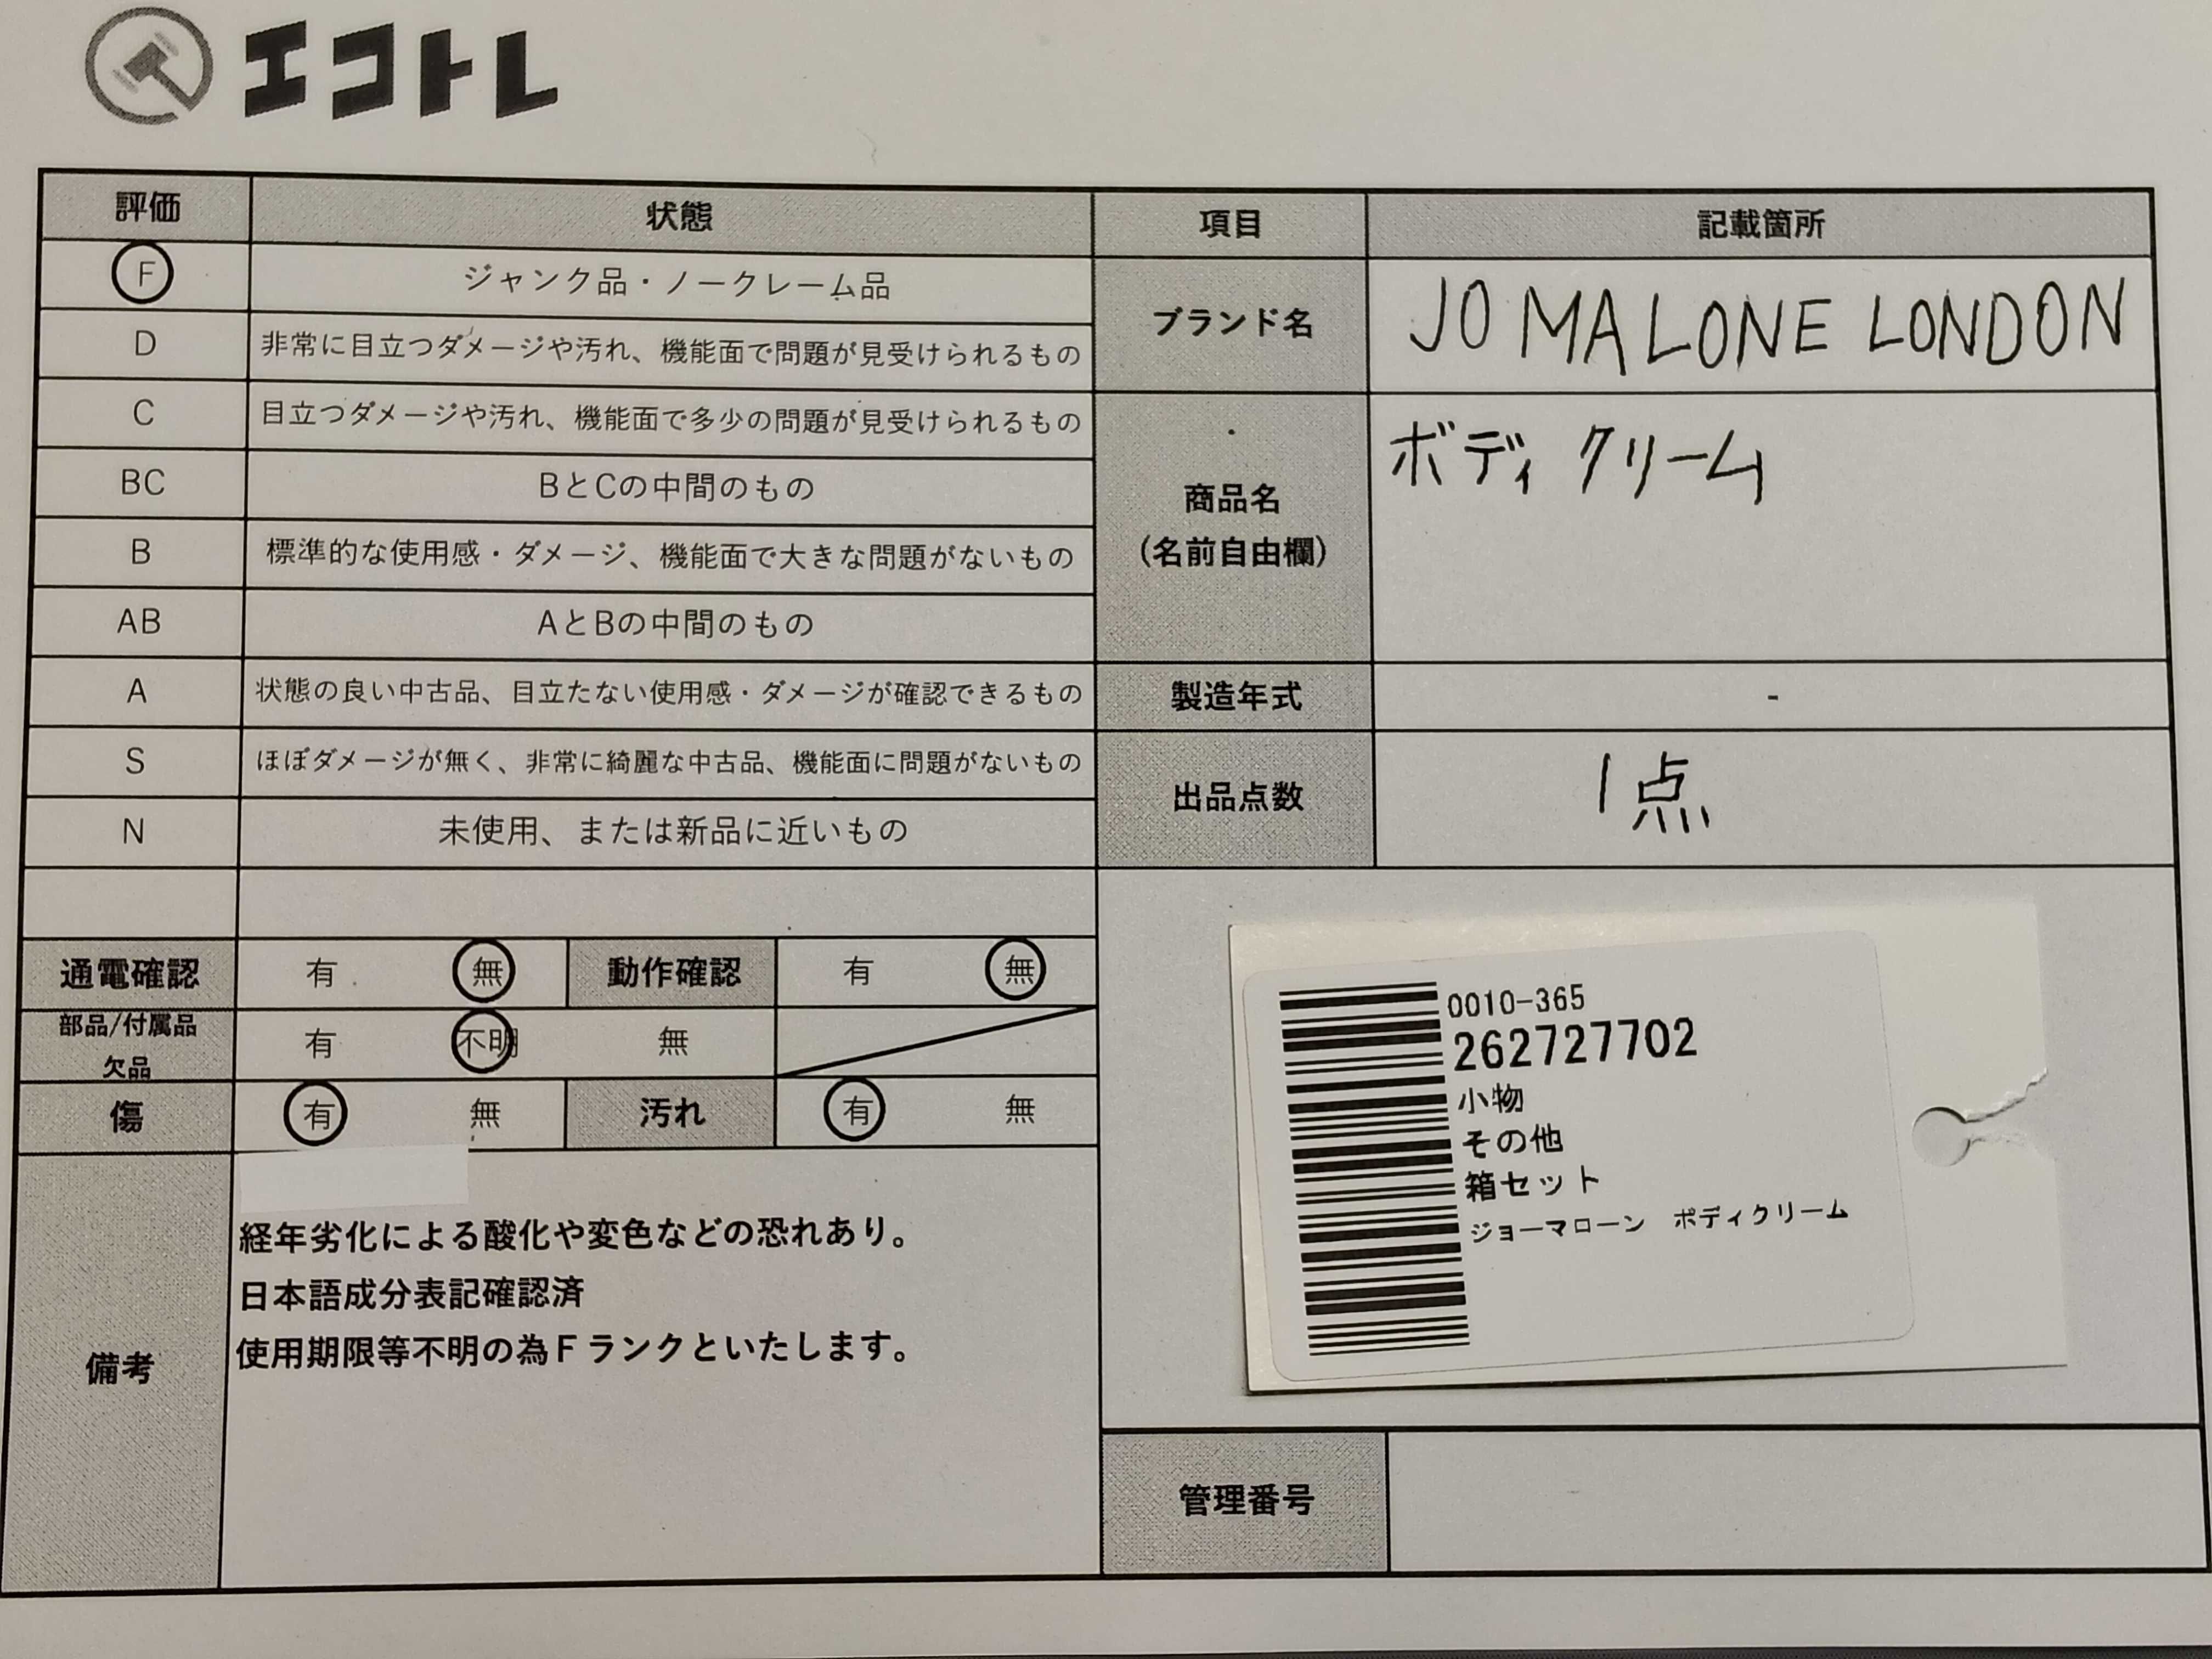 エコトレ
評価 状態
F ジャンク品・ノークレーム品
D 非常に目立つダメージや汚れ、機能面で問題が見受けられるもの
C 目立つダメージや汚れ、機能面で多少の問題が見受けられるもの
BC BとCの中間のもの
B 標準的な使用感・ダメージ、機能面で大きな問題がないもの
AB AとBの中間のもの
A 状態の良い中古品、目立たない使用感・ダメージが確認できるもの
S ほぼダメージが無く、非常に綺麗な中古品、機能面に問題がないもの
N 未使用、または新品に近いもの
通電確認 有 無 動作確認 有 無
部品/付属品
欠品 有 不明 無
傷 有 無 汚れ 有 無
備考
経年劣化による酸化や変色などの恐れあり。
日本語成分表記確認済
使用期限等不明の為Fランクといたします。
項目 記載箇所
ブランド名 JO MALONE LONDON
商品名
(名前自由欄)
ボディクリーム
製造年式 -
出品点数 1点
0010-365
262727702
小物
その他
箱セット
ジョーマローン ボディクリーム
管理番号